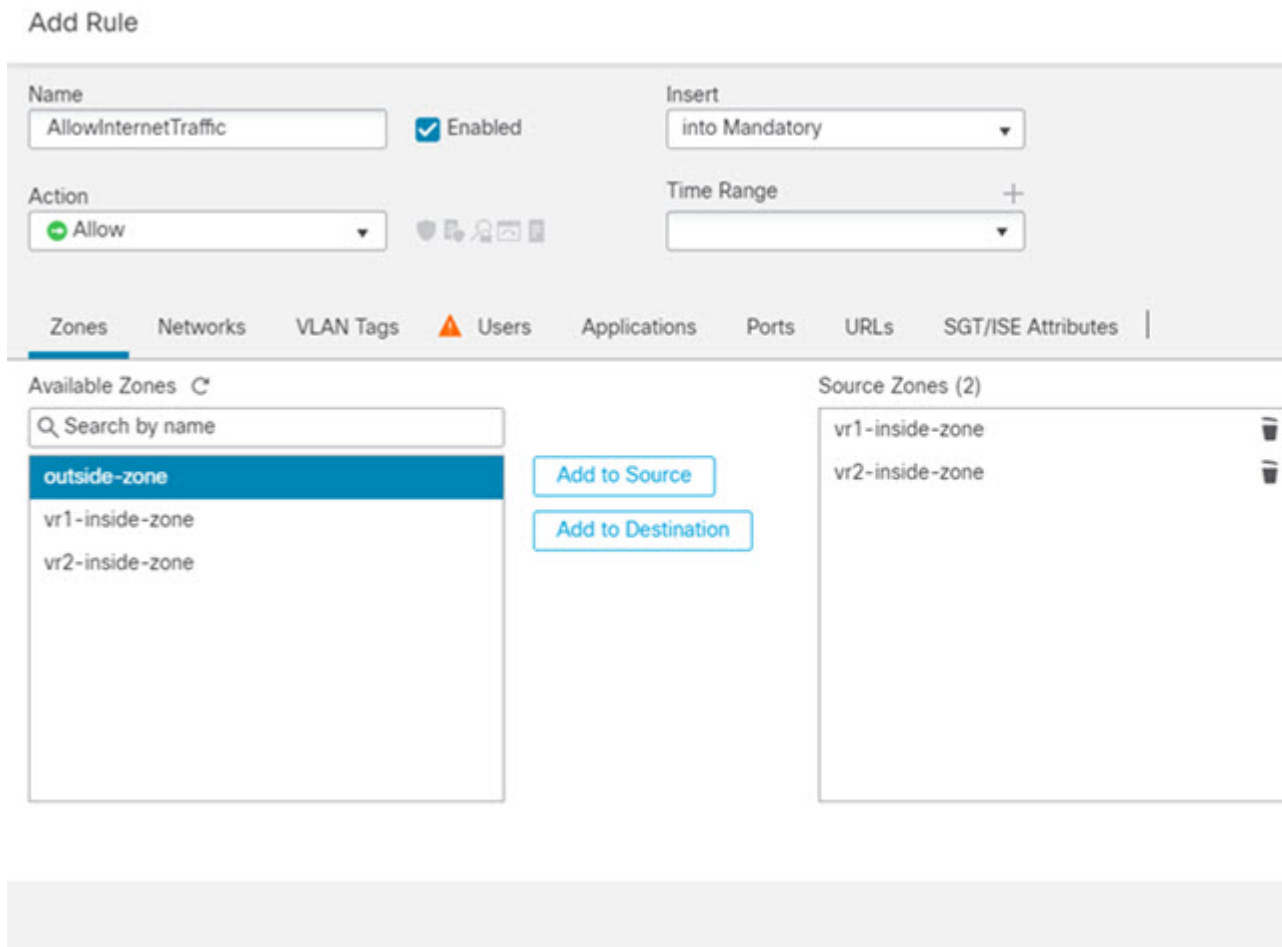 Add Rule
Name
Insert
AllowInternetTraffic
Enabled
into Mandatory
Action
Time Range
Allow
Zones Networks VLAN Tags Users Applications Ports URLs SGT/ISE Attributes
Available Zones
Source Zones (2)
Search by name
vr1-inside-zone
outside-zone
Add to Source
vr2-inside-zone
vr1-inside-zone
Add to Destination
vr2-inside-zone